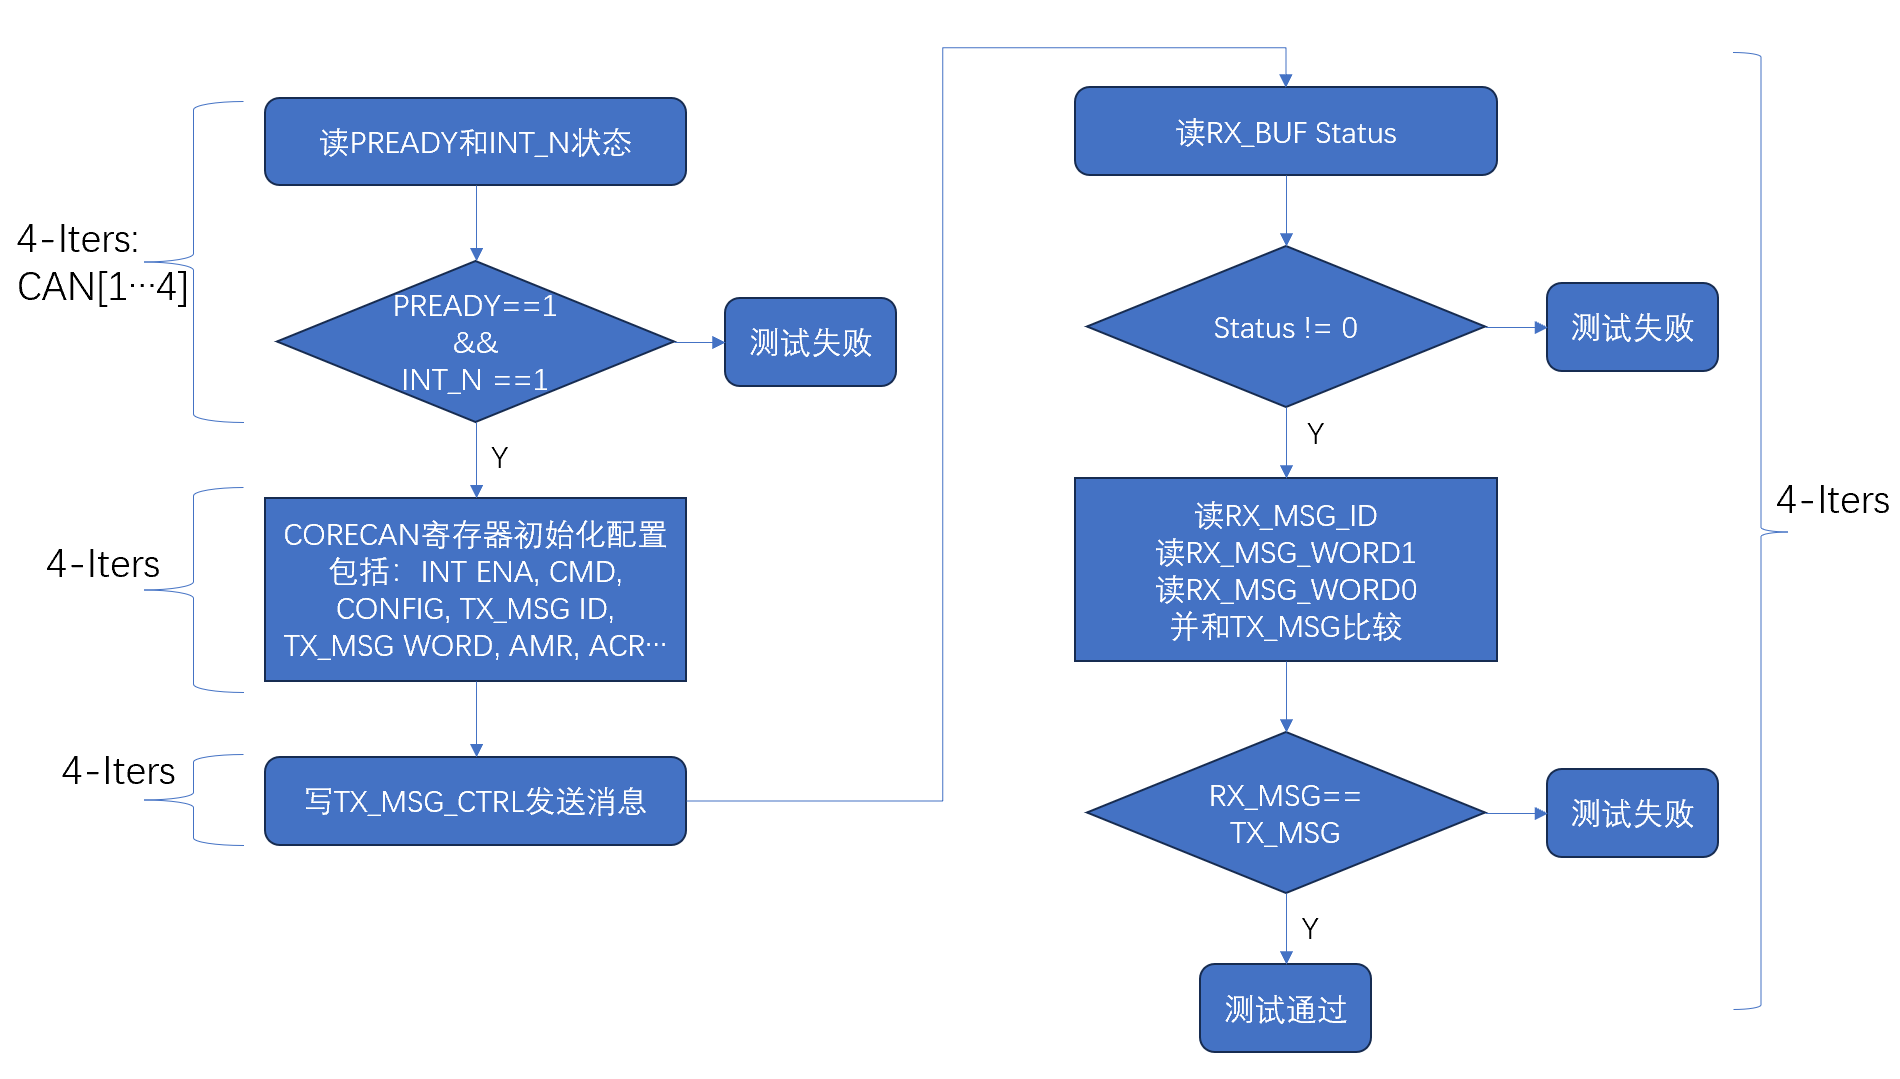 读PREADY和INT_N状态
4-Iters:
CAN[1…4]
PREADY==1
&&
INT_N ==1
测试失败
Y
4-Iters
CORECAN寄存器初始化配置
包括：INT ENA, CMD,
CONFIG, TX_MSG ID,
TX_MSG WORD, AMR, ACR…
4-Iters
写TX_MSG_CTRL发送消息
读RX_BUF Status
Status != 0
测试失败
Y
4-Iters
读RX_MSG_ID
读RX_MSG_WORD1
读RX_MSG_WORD0
并和TX_MSG比较
RX_MSG==
TX_MSG
测试失败
Y
测试通过